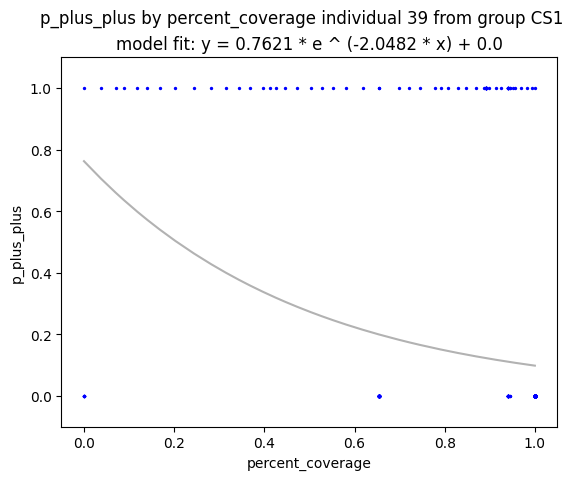 p_plus_plus by percent_coverage individual 39 from group CS1
model fit: y = 0.7621 * e ^ (-2.0482 * x) + 0.0
1.0
0.8
0.6
0.4
0.2
0.0
p_plus_plus
0.0 0.2 0.4 0.6 0.8 1.0
percent_coverage